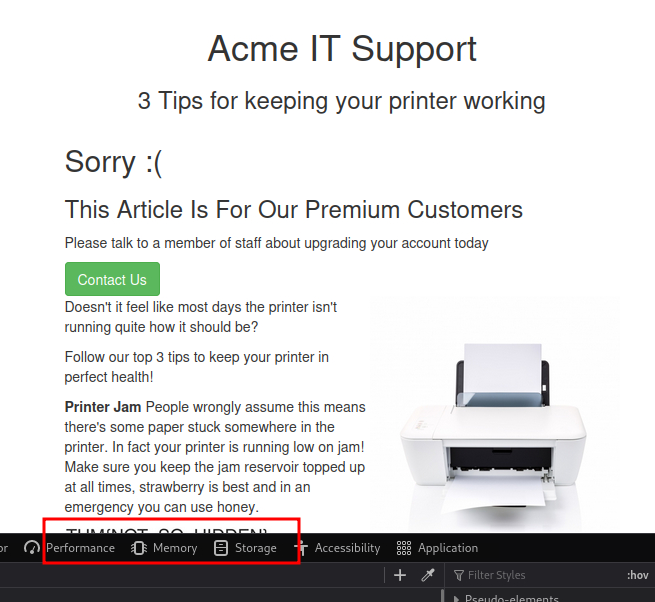 Acme IT Support
3 Tips for keeping your printer working
Sorry :(
This Article Is For Our Premium Customers
Please talk to a member of staff about upgrading your account today
Contact Us
Doesn't it feel like most days the printer isn't
running quite how it should be?
Follow our top 3 tips to keep your printer in
perfect health!
Printer Jam People wrongly assume this means
there's some paper stuck somewhere in the
printer. In fact your printer is running low on jam!
Make sure you keep the jam reservoir topped up
at all times, strawberry is best and in an
emergency you can use honey.
or Performance Memory Storage Accessibility Application
Filter Styles :hov
Pseudo-elements